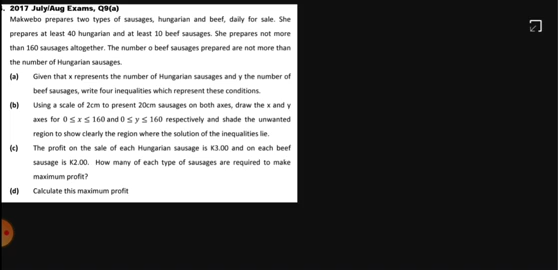 . 2017 July/Aug Exams, Q9(a)
Makwebo prepares two types of sausages, hungarian and beef, daily for sale. She
prepares at least 40 hungarian and at least 10 beef sausages. She prepares not more
than 160 sausages altogether. The number o beef sausages prepared are not more than
the number of Hungarian sausages.
(a) Given that x represents the number of Hungarian sausages and y the number of
beef sausages, write four inequalities which represent these conditions.
(b) Using a scale of 2cm to present 20cm sausages on both axes, draw the x and y
axes for 0 ≤ x ≤ 160 and 0 ≤ y ≤ 160 respectively and shade the unwanted
region to show clearly the region where the solution of the inequalities lie.
(c) The profit on the sale of each Hungarian sausage is K3.00 and on each beef
sausage is K2.00. How many of each type of sausages are required to make
maximum profit?
(d) Calculate this maximum profit